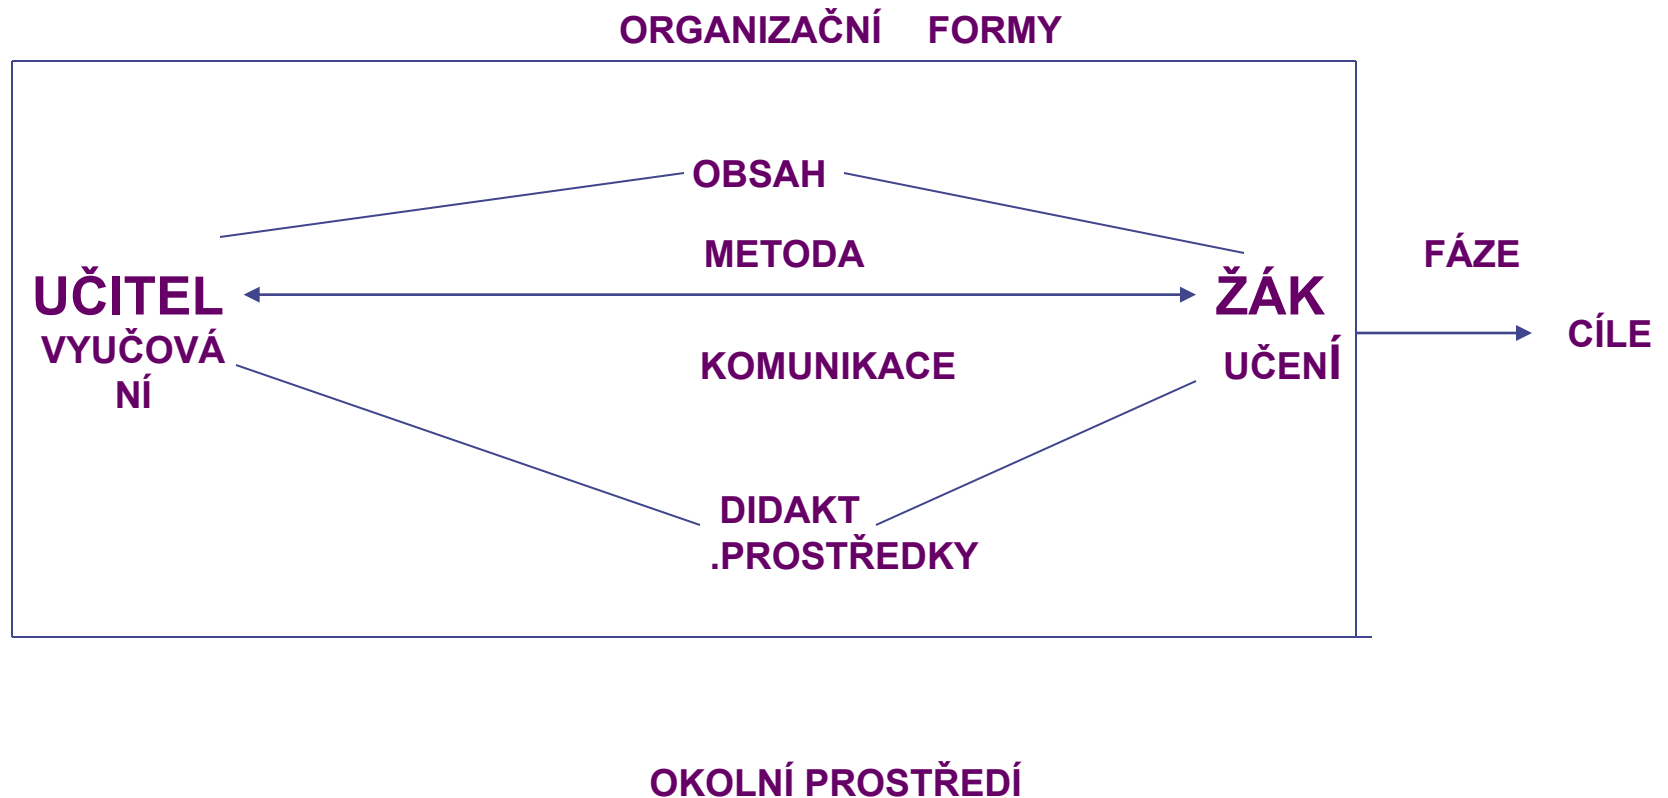 ORGANIZAČNÍ FORMY
OBSAH
METODA
FÁZE
UČITEL
ŽÁK
VYUČOVÁ
NÍ
KOMUNIKACE
UČENÍ
CÍLE
DIDAKT
.PROSTŘEDKY
OKOLNÍ PROSTŘEDÍ